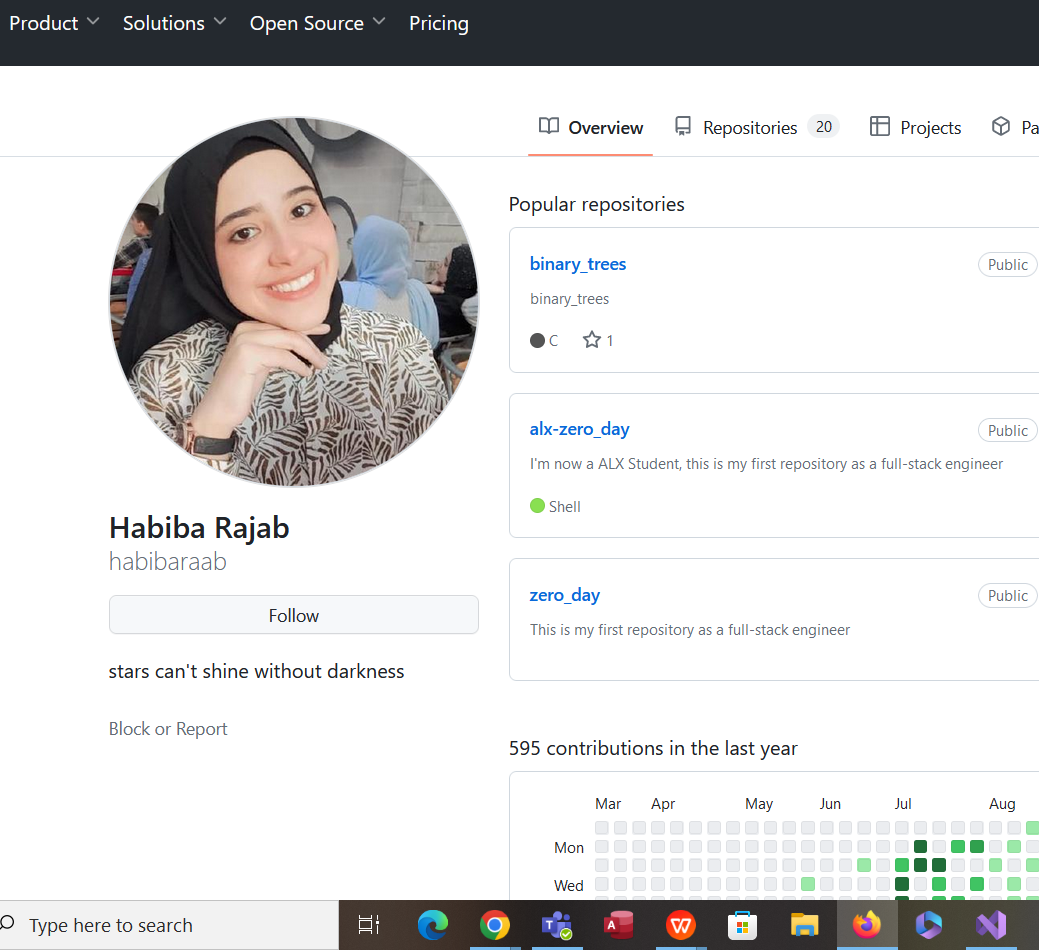 Product Solutions Open Source Pricing
Overview Repositories 20 Projects Pa
Popular repositories
binary_trees Public
binary_trees
C 1
alx-zero_day Public
I'm now a ALX Student, this is my first repository as a full-stack engineer
Shell
zero_day Public
This is my first repository as a full-stack engineer
Habiba Rajab
habibaraab
Follow
stars can't shine without darkness
Block or Report
595 contributions in the last year
Mar Apr May Jun Jul Aug
Mon
Wed
Type here to search